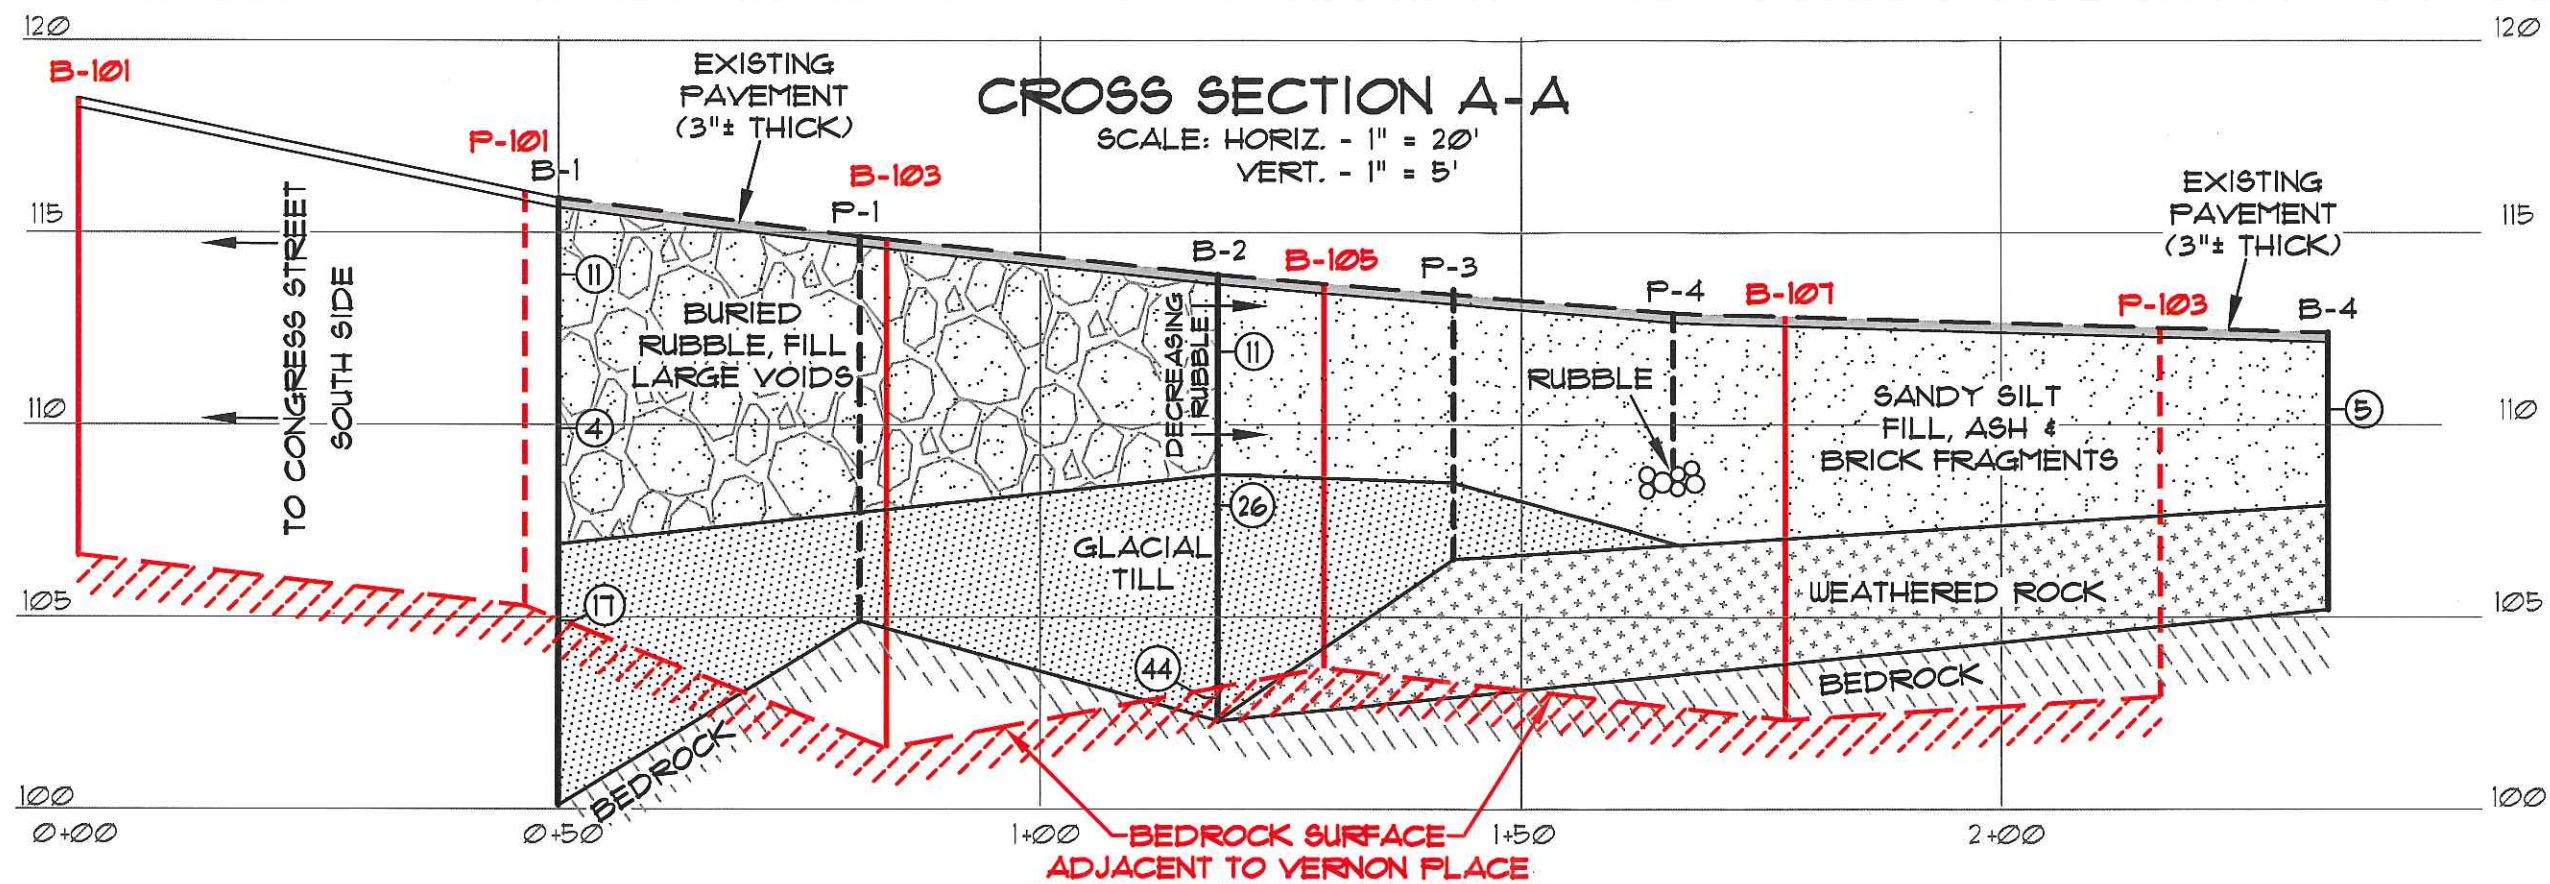 120
120
B-101
EXISTING
PAVEMENT
(3"± THICK)
CROSS SECTION A-A
SCALE: HORIZ. - 1" = 20'
VERT. - 1" = 5'
P-101
B-1
B-103
P-1
B-2
B-105
P-3
P-4
B-107
EXISTING
PAVEMENT
(3"± THICK)
P-103
B-4
115
115
TO CONGRESS STREET
SOUTH SIDE
11
BURIED
RUBBLE, FILL
LARGE VOIDS
DECREASING
RUBBLE
11
RUBBLE
SANDY SILT
FILL, ASH &
BRICK FRAGMENTS
5
110
110
4
26
GLACIAL
TILL
WEATHERED ROCK
17
105
105
44
BEDROCK
BEDROCK
100
100
0+00
0+50
1+00
1+50
2+00
BEDROCK SURFACE
ADJACENT TO VERNON PLACE